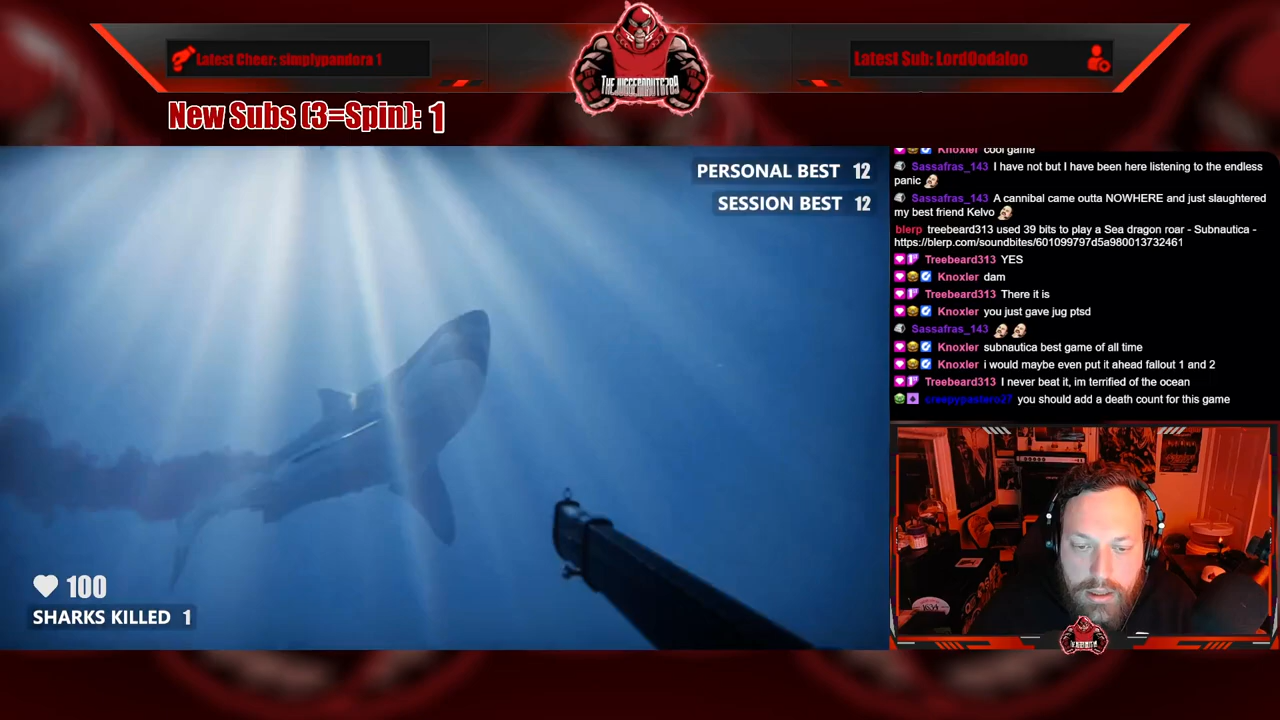 Latest Cheer: simplypandora 1
THEJUGGERNAUT6789
Latest Sub: LordOodaloo
New Subs (3=Spin): 1
PERSONAL BEST 12
SESSION BEST 12
100
SHARKS KILLED 1
Knoxler cool game
Sassafras_143 I have not but I have been here listening to the endless
panic
Sassafras_143 A cannibal came outta NOWHERE and just slaughtered
my best friend Kelvo
blerp treebeard313 used 39 bits to play a Sea dragon roar - Subnautica -
https://blerp.com/soundbites/601099797d5a980013732461
Treebeard313 YES
Knoxler dam
Treebeard313 There it is
Knoxler you just gave jug ptsd
Sassafras_143
Knoxler subnautica best game of all time
Knoxler i would maybe even put it ahead fallout 1 and 2
Treebeard313 I never beat it, im terrified of the ocean
creepypastero27 you should add a death count for this game